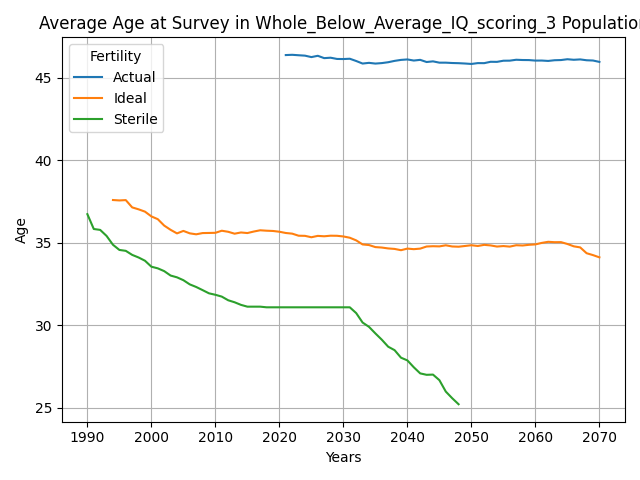 Average Age at Survey in Whole_Below_Average_IQ_scoring_3 Population
Fertility
Actual
Ideal
Sterile
Age
45
40
35
30
25
1990 2000 2010 2020 2030 2040 2050 2060 2070
Years